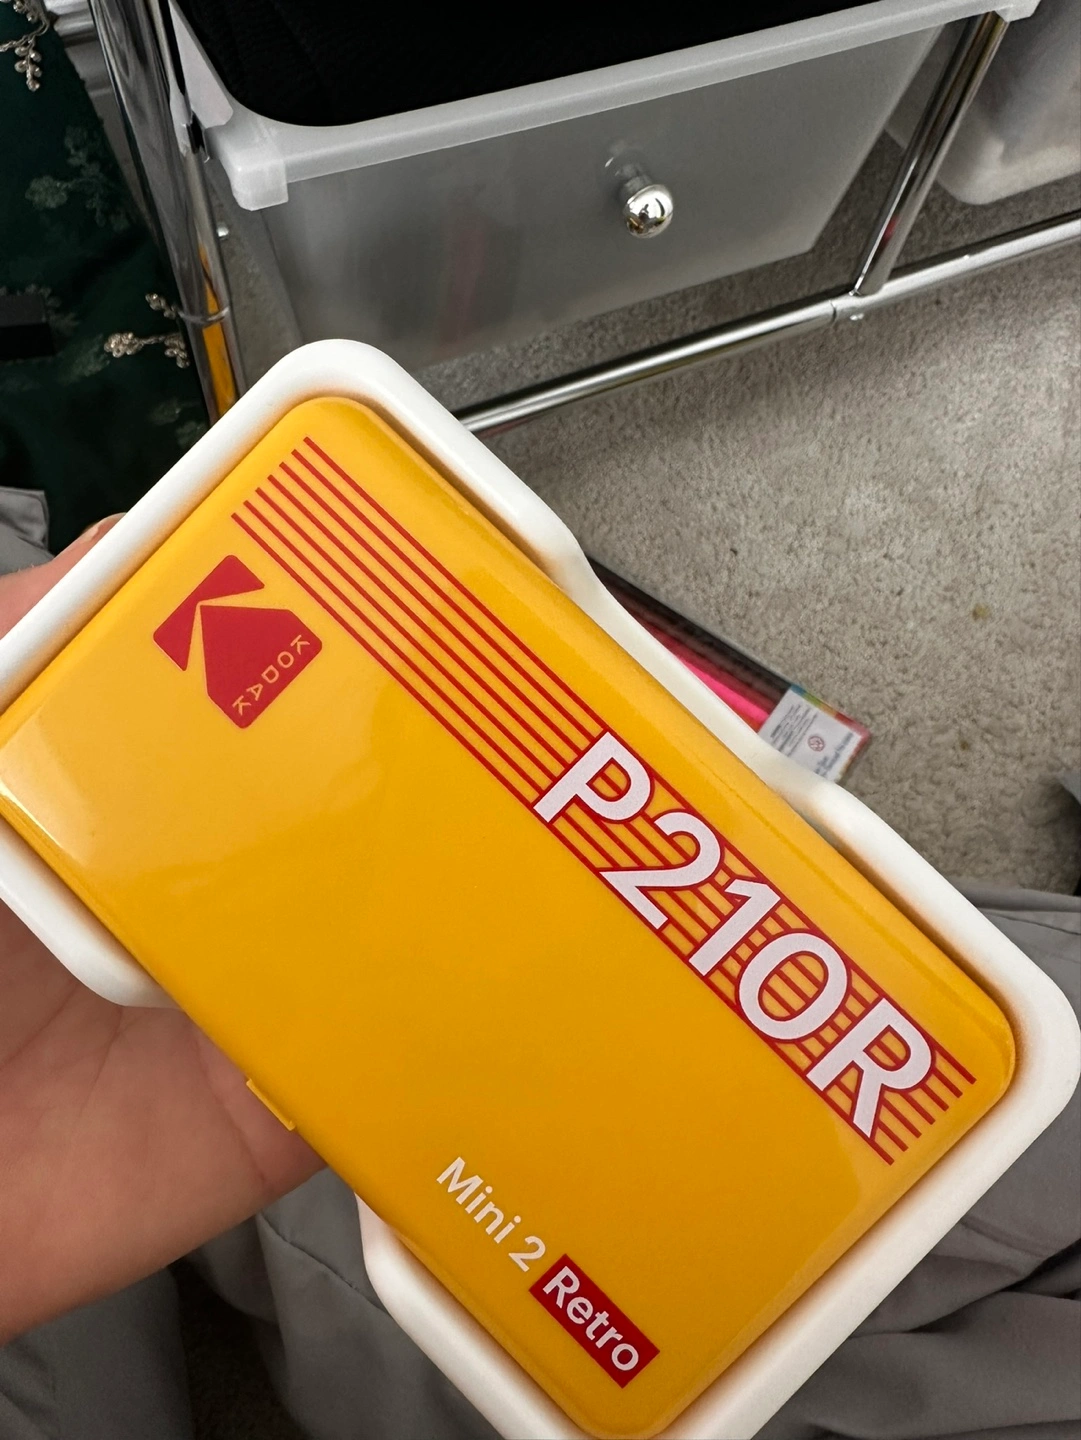 KODAK
P210R
Mini 2 Retro